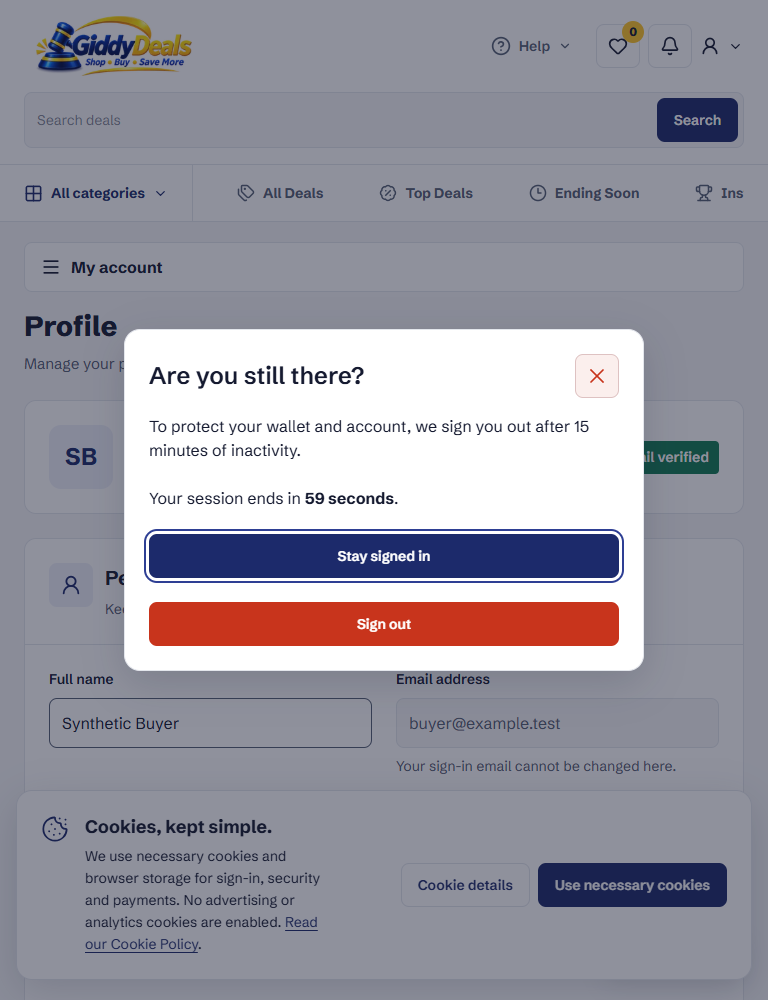 GiddyDeals
Shop • Buy • Save More
Help
0
Search deals
Search
All categories
All Deals
Top Deals
Ending Soon
Ins
My account
Profile
Manage your
Are you still there?
To protect your wallet and account, we sign you out after 15
minutes of inactivity.
Your session ends in 59 seconds.
Stay signed in
Sign out
SB
verified
Full name
Email address
Synthetic Buyer
buyer@example.test
Your sign-in email cannot be changed here.
Cookies, kept simple.
We use necessary cookies and
browser storage for sign-in, security
and payments. No advertising or
analytics cookies are enabled. Read
our Cookie Policy.
Cookie details
Use necessary cookies